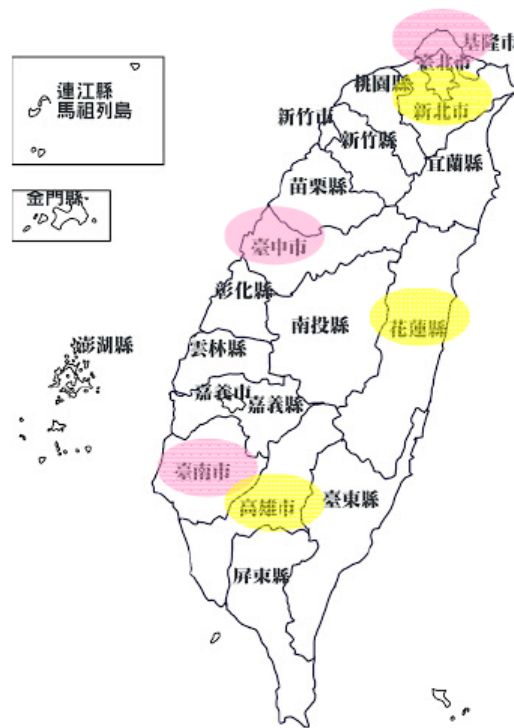 基隆市
臺北市
連江縣
馬祖列島
桃園縣
新北市
新竹市
新竹縣
宜蘭縣
苗栗縣
金門縣
臺中市
彰化縣
南投縣
花蓮縣
雲林縣
澎湖縣
嘉義市
嘉義縣
臺南市
高雄市
臺東縣
屏東縣